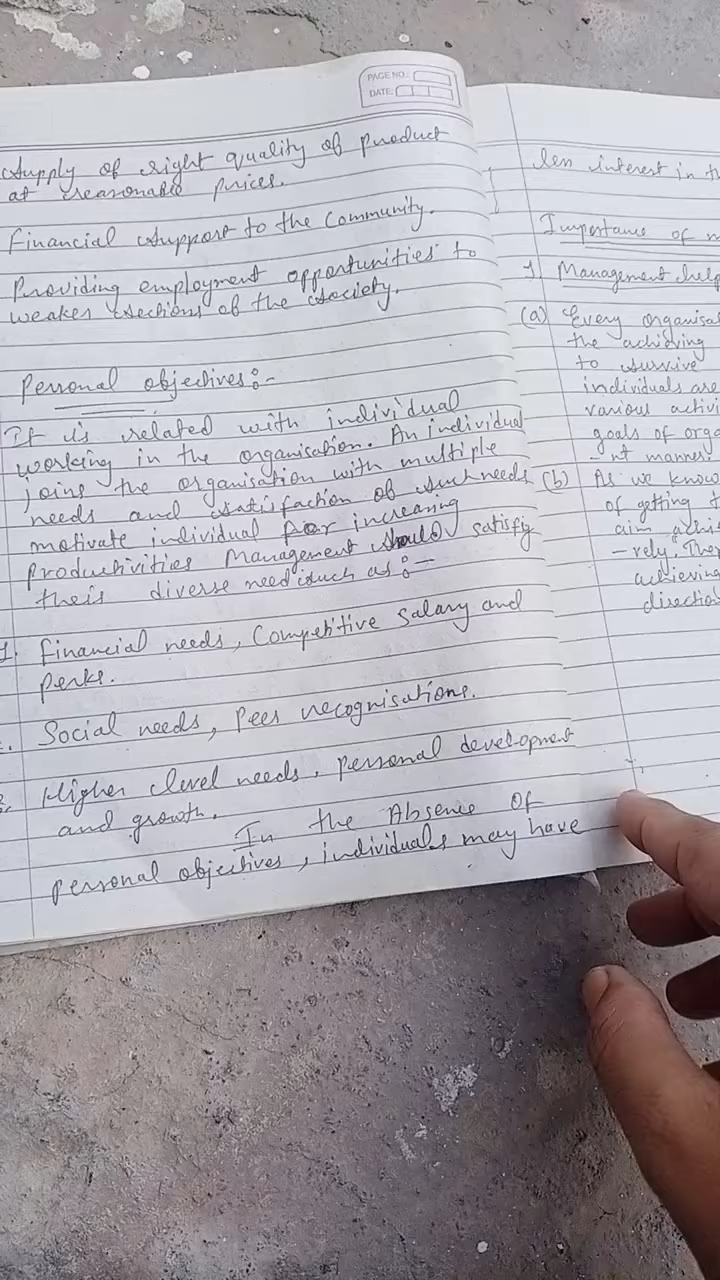 PAGE NO.:
DATE:
Supply of right quality of product
at reasonable prices.
Financial support to the Community.
Providing employment opportunities to
weaker sections of the society.
Personal objectives:-
It is related with individual
working in the organisation. An individual
joins the organisation with multiple
needs and satisfaction of such needs
motivate individual for increasing
Productivities Management should satisfiy
their diverse need such as :-
1. Financial needs, Competitive Salary and
perks.
Social needs, Peer recognisations.
Higher level needs, personal development
and growth.
In the Absence of
personal objectives, individuals may have
less interest in
Importance of
1 Management help
(a) Every organisa
the achieving
to survive
individuals are
various activi
goals of orga
nt manner.
(b) As we know
of getting
aim achi
-rely. The
achieving
direction